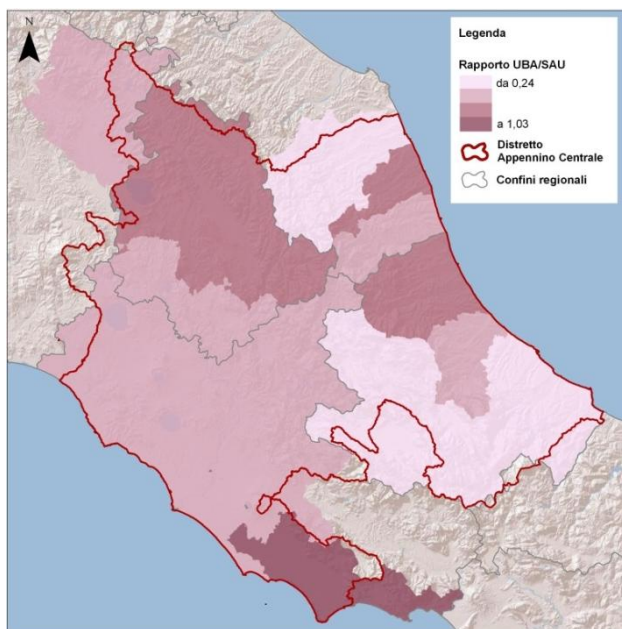 N
Legenda
Rapporto UBA/SAU
da 0,24
a 1,03
Distretto
Appennino Centrale
Confini regionali